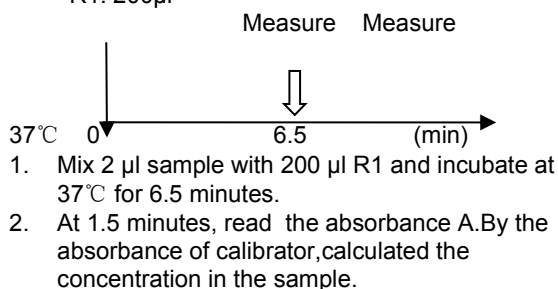 R1: 200μl
Measure Measure
37℃ 0 6.5 (min)
1. Mix 2 μl sample with 200 μl R1 and incubate at
37℃ for 6.5 minutes.
2. At 1.5 minutes, read the absorbance A.By the
absorbance of calibrator,calculated the
concentration in the sample.